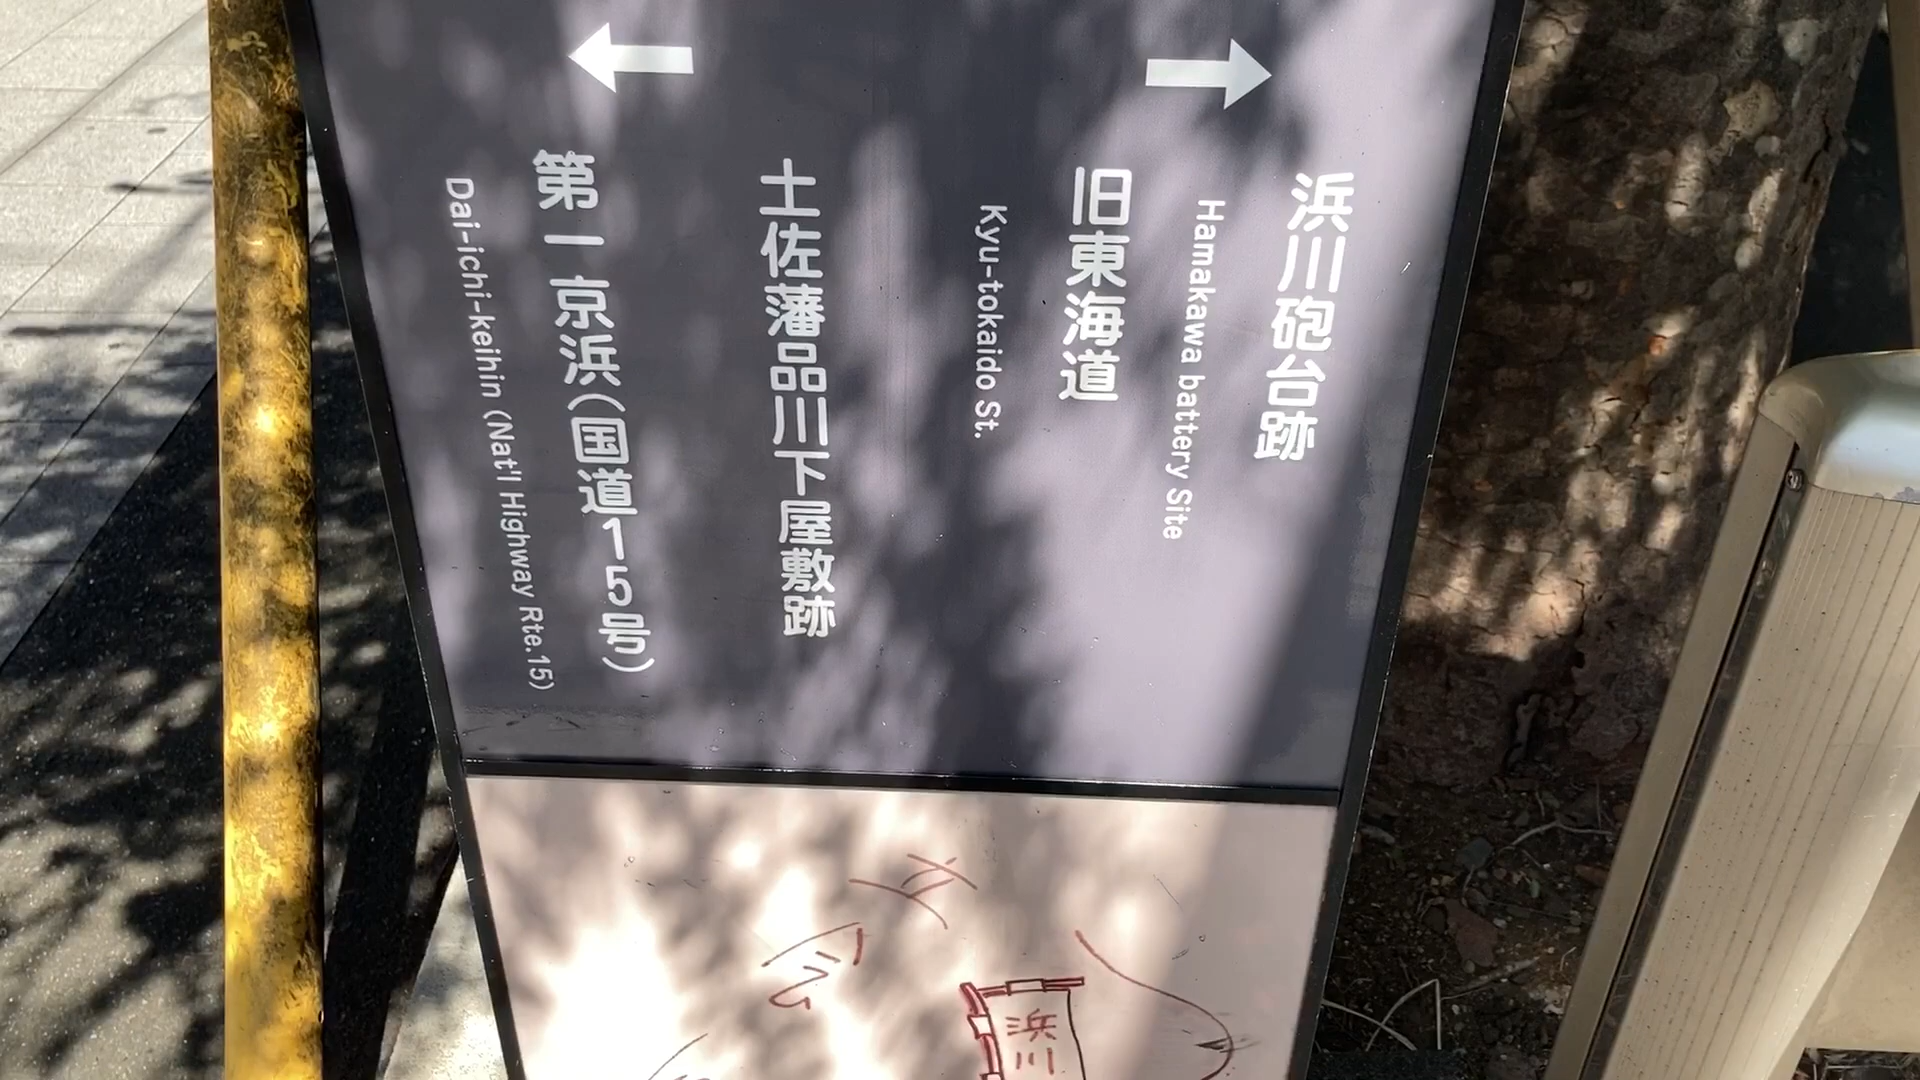 浜川砲台跡
Hamakawa battery Site
旧東海道
Kyu-tokaido St.
土佐藩品川下屋敷跡
第一京浜(国道15号)
Dai-ichi-keihin (Nat'l Highway Rte.15)
浜川